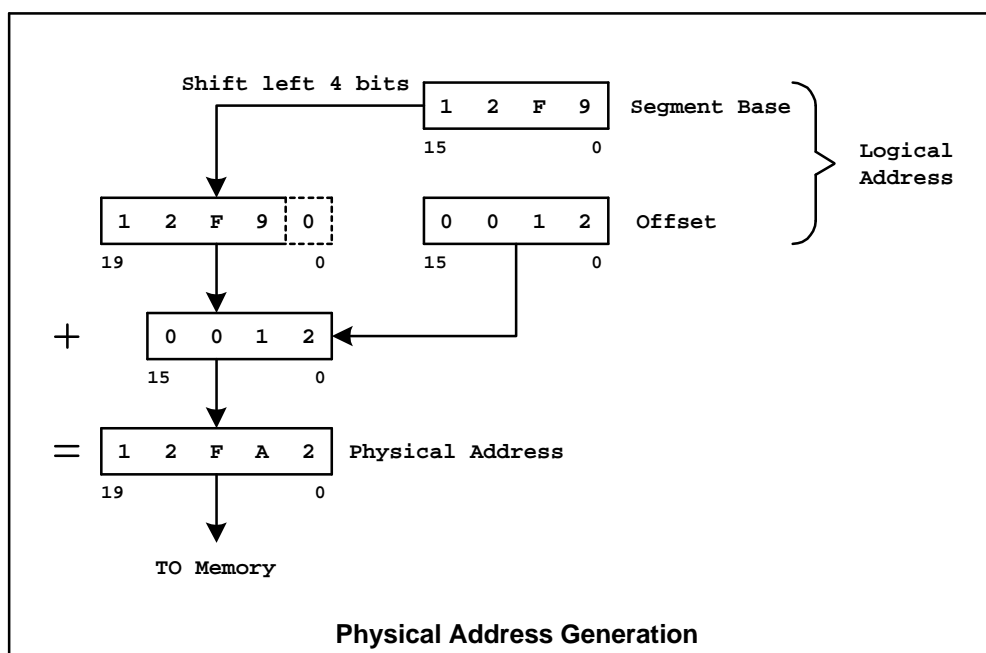 Shift left 4 bits
1 2 F 9 Segment Base
15 0
Logical
Address
1 2 F 9 0
19 0
0 0 1 2 Offset
15 0
+ 0 0 1 2
15 0
= 1 2 F A 2 Physical Address
19 0
TO Memory
Physical Address Generation